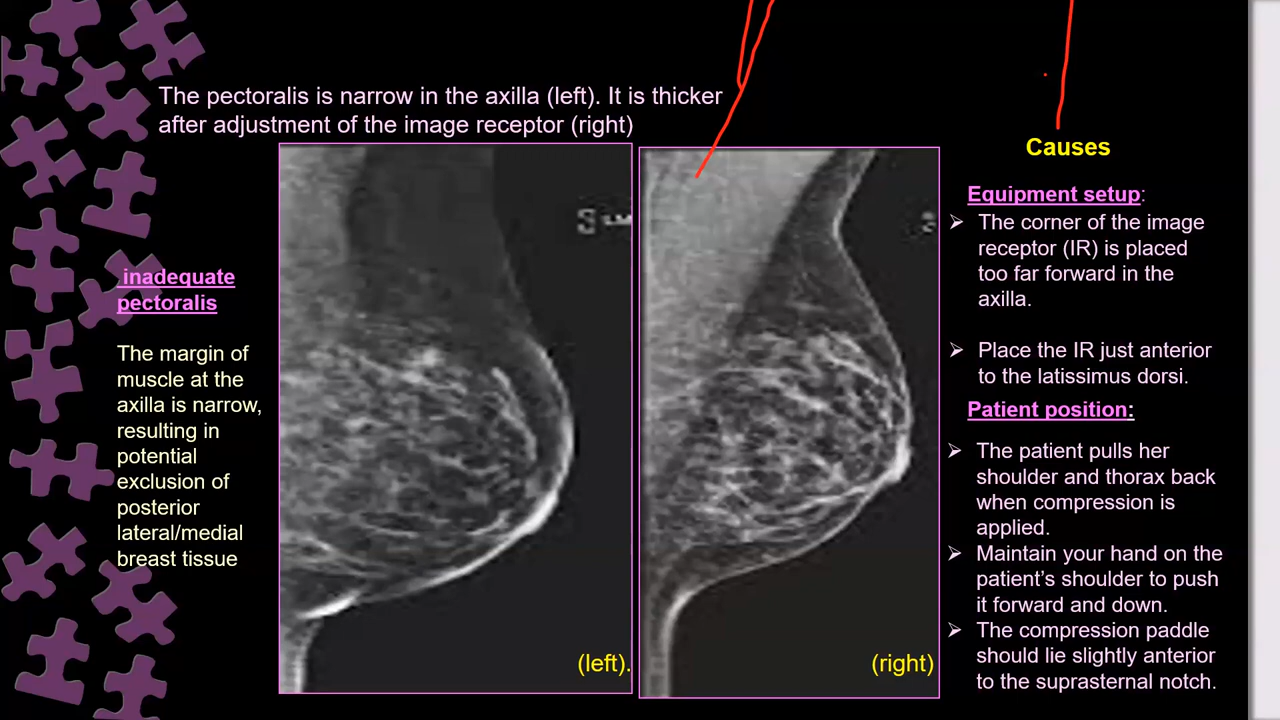 The pectoralis is narrow in the axilla (left). It is thicker
after adjustment of the image receptor (right)
inadequate
pectoralis
The margin of
muscle at the
axilla is narrow,
resulting in
potential
exclusion of
posterior
lateral/medial
breast tissue
(left).
(right)
Causes
Equipment setup:
➢ The corner of the image
receptor (IR) is placed
too far forward in the
axilla.
➢ Place the IR just anterior
to the latissimus dorsi.
Patient position:
➢ The patient pulls her
shoulder and thorax back
when compression is
applied.
➢ Maintain your hand on the
patient’s shoulder to push
it forward and down.
➢ The compression paddle
should lie slightly anterior
to the suprasternal notch.